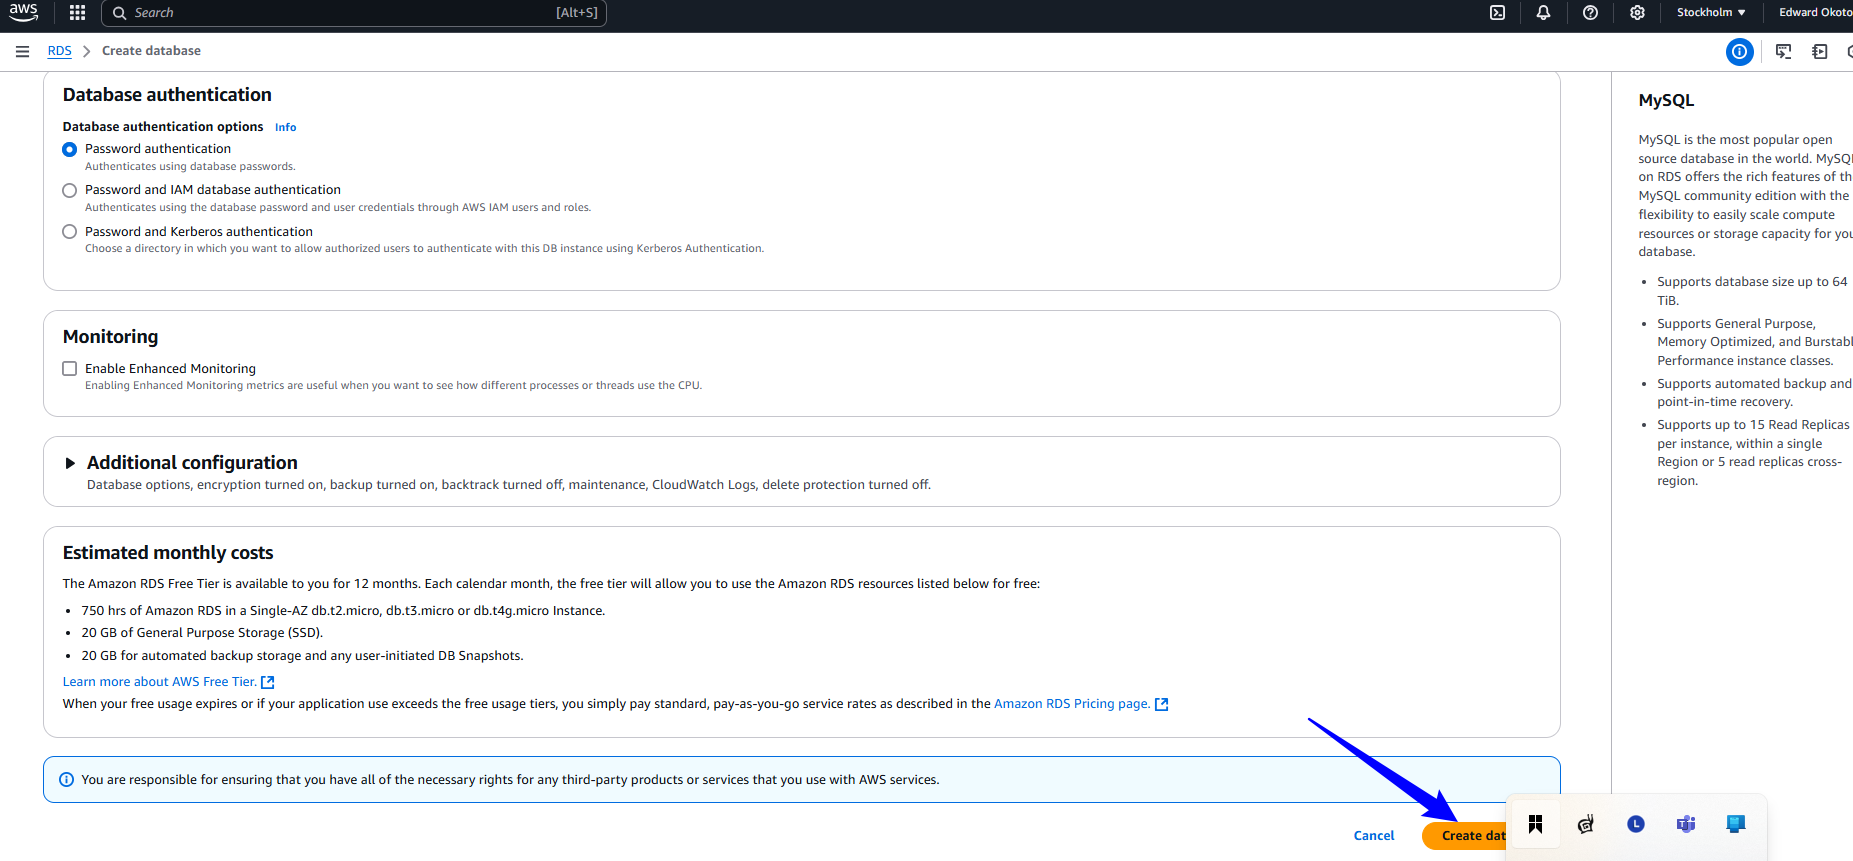 aws
Search
[Alt+S]
Stockholm
Edward Okoto
RDS
Create database
Database authentication
Database authentication options Info
Password authentication
Authenticates using database passwords.
Password and IAM database authentication
Authenticates using the database password and user credentials through AWS IAM users and roles.
Password and Kerberos authentication
Choose a directory in which you want to allow authorized users to authenticate with this DB instance using Kerberos Authentication.
Monitoring
Enable Enhanced Monitoring
Enabling Enhanced Monitoring metrics are useful when you want to see how different processes or threads use the CPU.
Additional configuration
Database options, encryption turned on, backup turned on, backtrack turned off, maintenance, CloudWatch Logs, delete protection turned off.
Estimated monthly costs
The Amazon RDS Free Tier is available to you for 12 months. Each calendar month, the free tier will allow you to use the Amazon RDS resources listed below for free:
• 750 hrs of Amazon RDS in a Single-AZ db.t2.micro, db.t3.micro or db.t4g.micro Instance.
• 20 GB of General Purpose Storage (SSD).
• 20 GB for automated backup storage and any user-initiated DB Snapshots.
Learn more about AWS Free Tier.
When your free usage expires or if your application use exceeds the free usage tiers, you simply pay standard, pay-as-you-go service rates as described in the Amazon RDS Pricing page.
You are responsible for ensuring that you have all of the necessary rights for any third-party products or services that you use with AWS services.
Cancel
Create dat
MySQL
MySQL is the most popular open
source database in the world. MySQL
on RDS offers the rich features of th
MySQL community edition with the
flexibility to easily scale compute
resources or storage capacity for you
database.
• Supports database size up to 64
TiB.
• Supports General Purpose,
Memory Optimized, and Burstabl
Performance instance classes.
• Supports automated backup and
point-in-time recovery.
• Supports up to 15 Read Replicas
per instance, within a single
Region or 5 read replicas cross-
region.